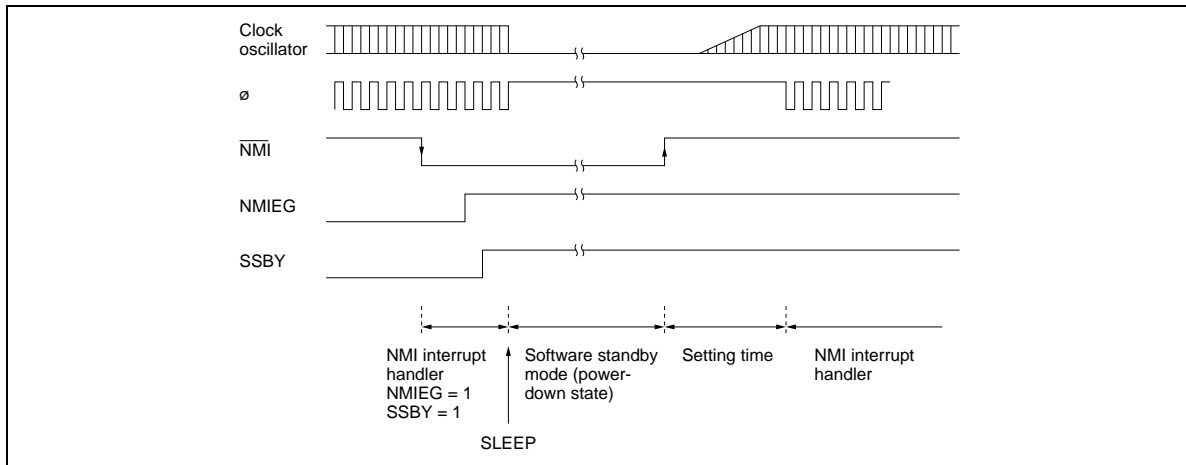 Clock
oscillator
ø
NMI
NMIEG
SSBY
NMI interrupt
handler
NMIEG = 1
SSBY = 1
Software standby
mode (power-
down state)
Setting time
NMI interrupt
handler
SLEEP